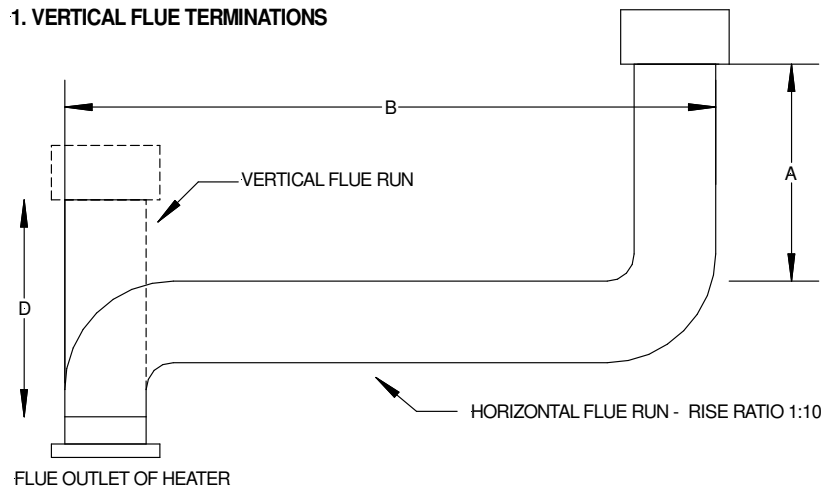 1. VERTICAL FLUE TERMINATIONS
B
A
VERTICAL FLUE RUN
D
HORIZONTAL FLUE RUN - RISE RATIO 1:10
FLUE OUTLET OF HEATER